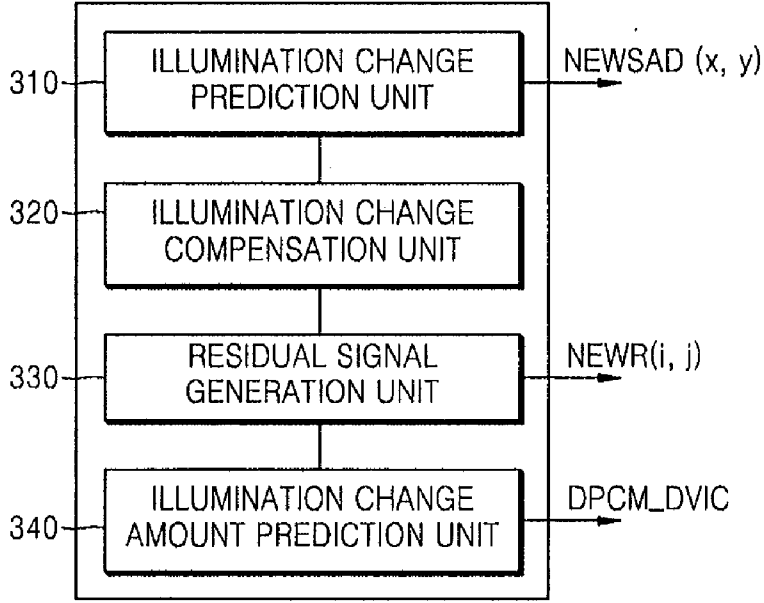 310
ILLUMINATION CHANGE
PREDICTION UNIT
NEWSAD (x, y)
320
ILLUMINATION CHANGE
COMPENSATION UNIT
330
RESIDUAL SIGNAL
GENERATION UNIT
NEWR(i, j)
340
ILLUMINATION CHANGE
AMOUNT PREDICTION UNIT
DPCM_DVIC